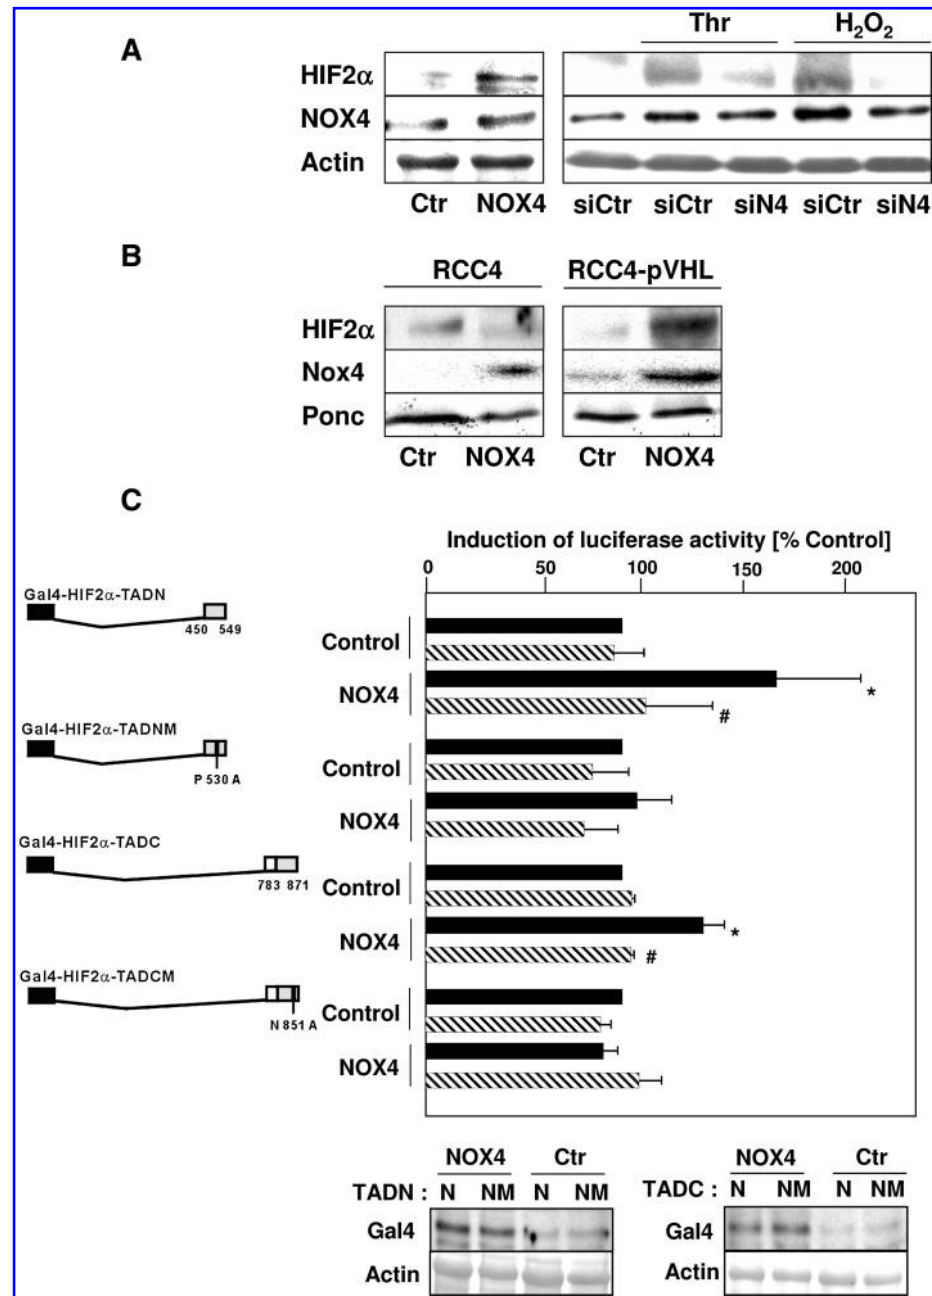 A
Thr H₂O₂
HIF2α
NOX4
Actin
Ctr NOX4 siCtr siCtr siN4 siCtr siN4
B
RCC4 RCC4-pVHL
HIF2α
Nox4
Ponc
Ctr NOX4 Ctr NOX4
C
Induction of luciferase activity [% Control]
0 50 100 150 200
Gal4-HIF2α-TADN
450 549
Control
NOX4
*
#
Gal4-HIF2α-TADNM
P 530 A
Control
NOX4
Gal4-HIF2α-TADC
783 871
Control
NOX4
*
#
Gal4-HIF2α-TADCM
N 851 A
Control
NOX4
NOX4 Ctr
TADN : N NM N NM
Gal4
Actin
NOX4 Ctr
TADC : N NM N NM
Gal4
Actin